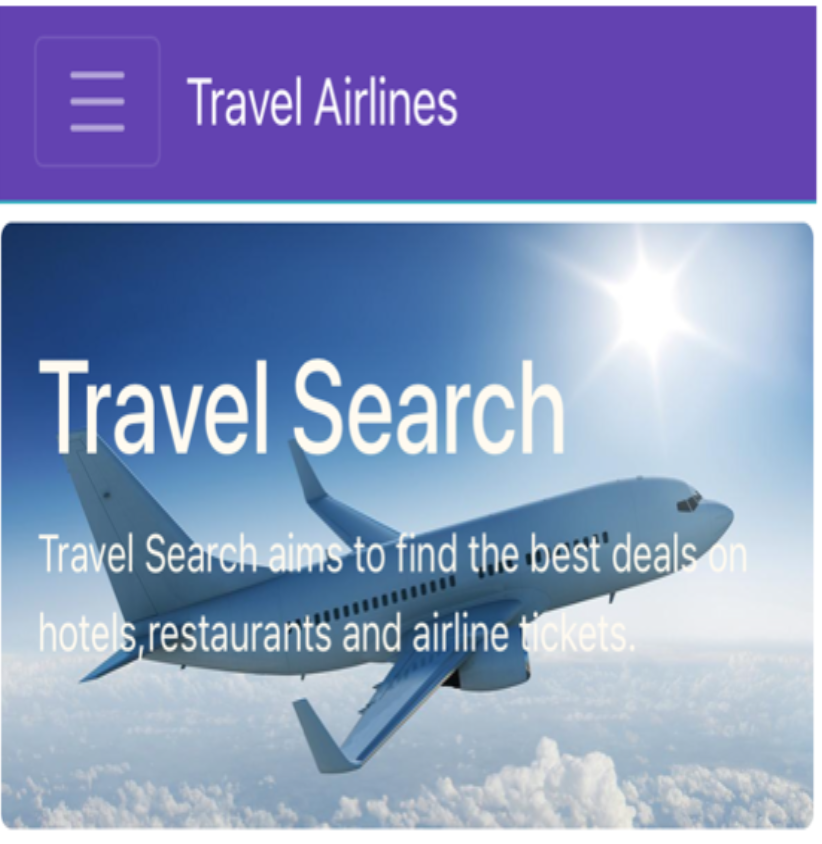 Travel Airlines
Travel Search
Travel Search aims to find the best deals on
hotels,restaurants and airline tickets.